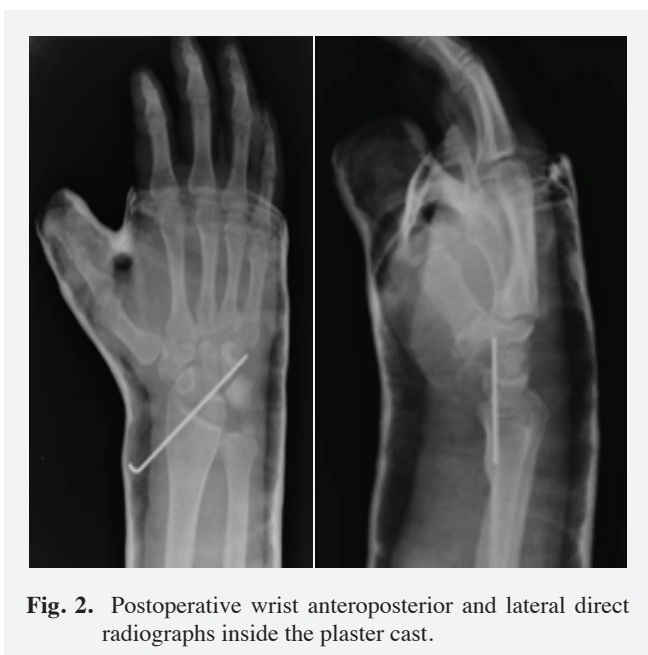 Fig. 2. Postoperative wrist anteroposterior and lateral direct
radiographs inside the plaster cast.